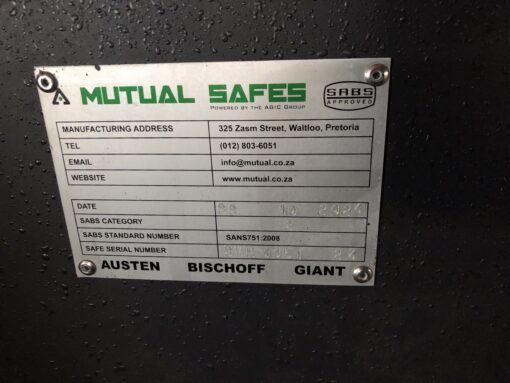 MUTUAL SAFES
POWERED BY THE AGIC GROUP
SABS
APPROVED
MANUFACTURING ADDRESS 325 Zasm Street, Waltloo, Pretoria
TEL (012) 803-6051
EMAIL info@mutual.co.za
WEBSITE www.mutual.co.za
DATE
SABS CATEGORY 2
SABS STANDARD NUMBER SANS751:2008
SAFE SERIAL NUMBER
AUSTEN BISCHOFF GIANT